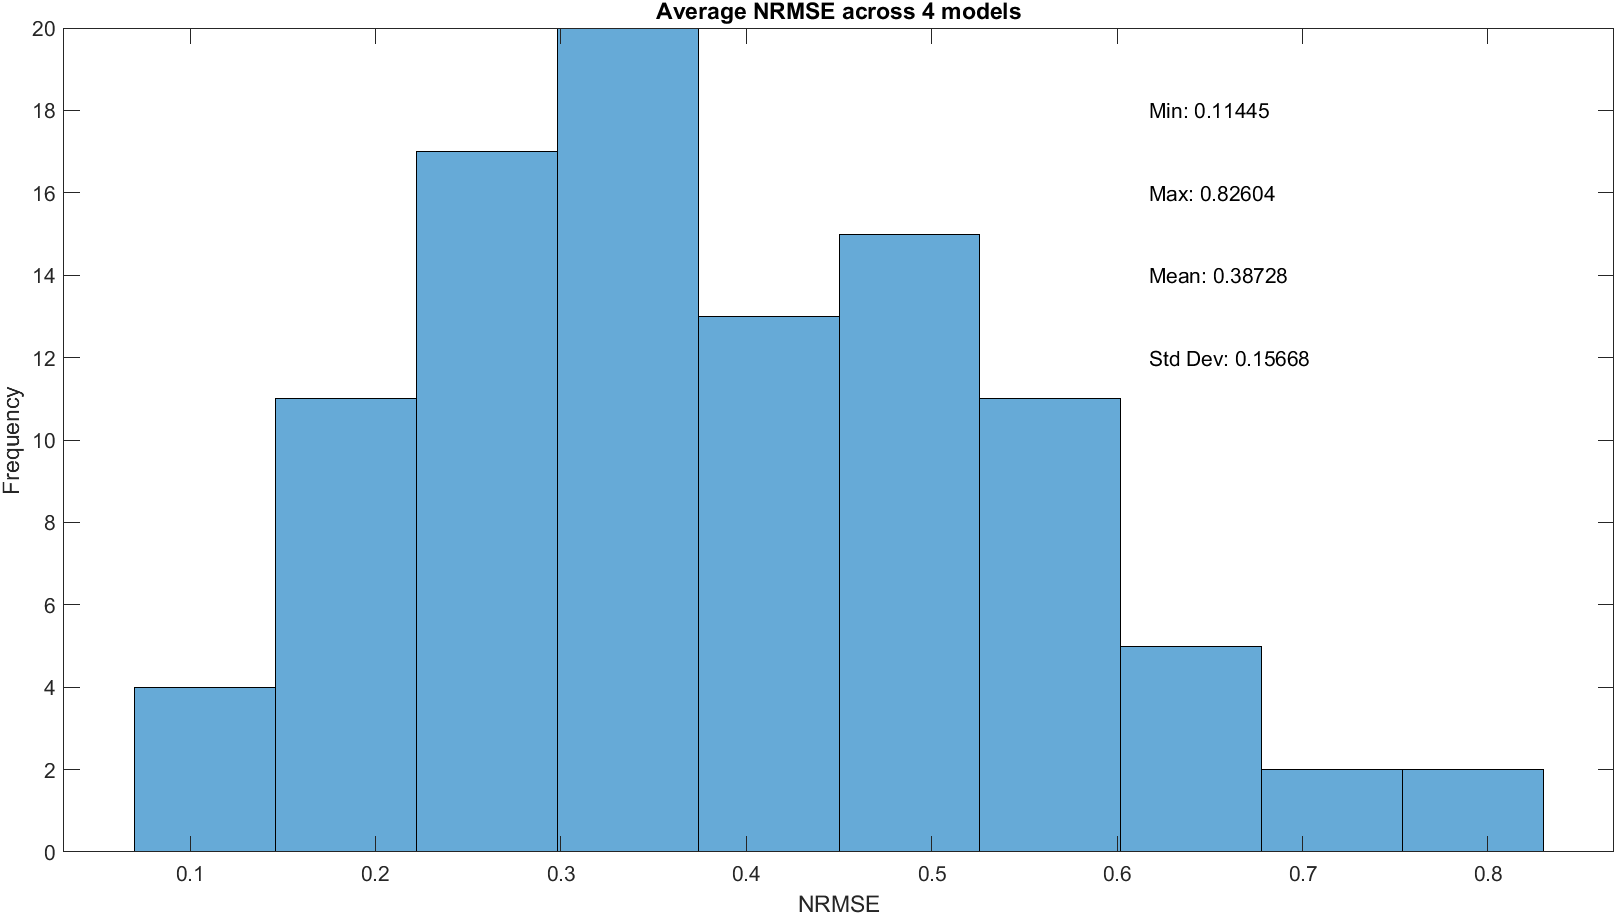 Average NRMSE across 4 models
20
18
16
14
12
10
8
6
4
2
0
Frequency
Min: 0.11445
Max: 0.82604
Mean: 0.38728
Std Dev: 0.15668
0.1 0.2 0.3 0.4 0.5 0.6 0.7 0.8
NRMSE